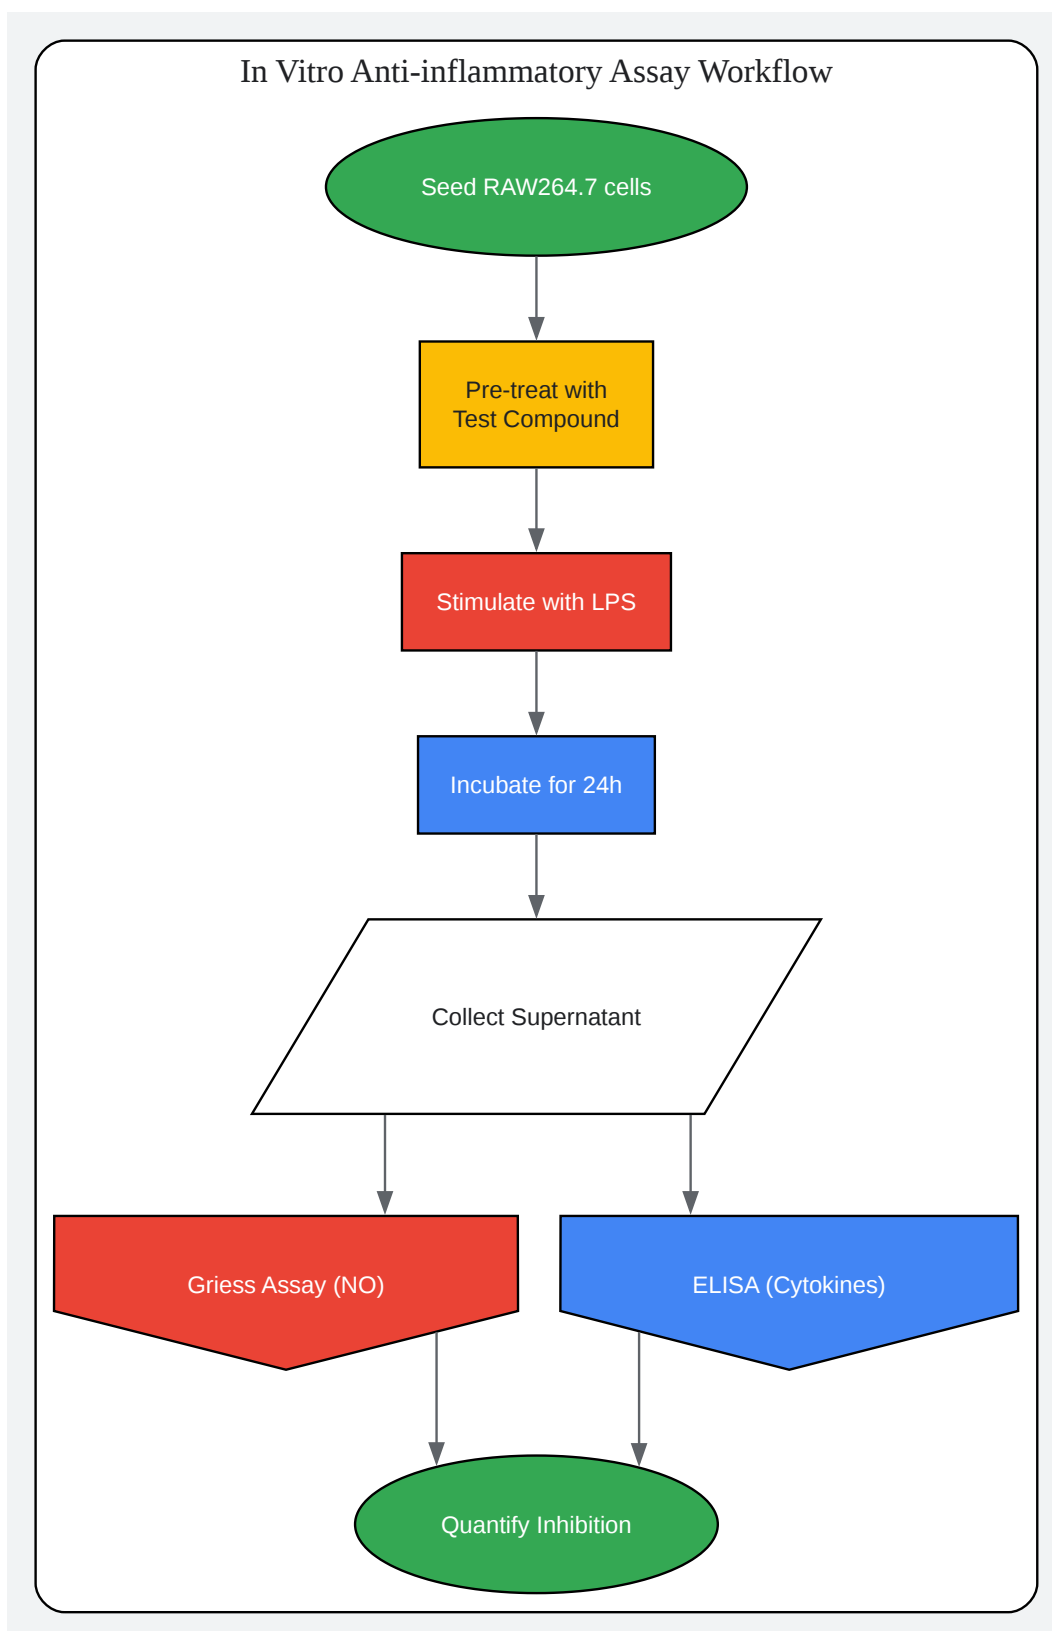 In Vitro Anti-inflammatory Assay Workflow
Seed RAW264.7 cells
Pre-treat with
Test Compound
Stimulate with LPS
Incubate for 24h
Collect Supernatant
Griess Assay (NO)
ELISA (Cytokines)
Quantify Inhibition